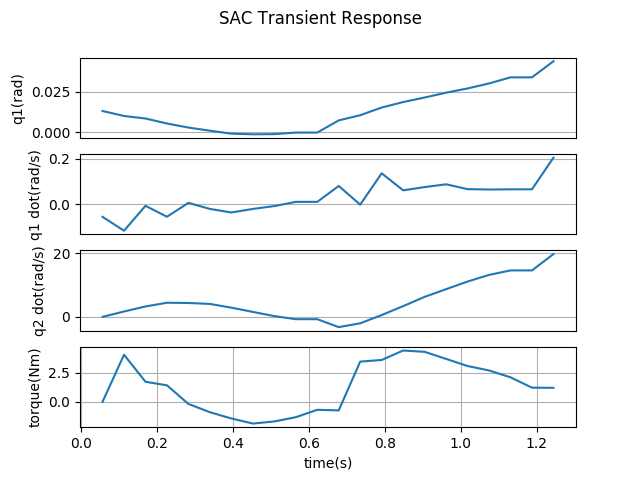 SAC Transient Response
q1(rad)
0.025
0.000
q1 dot(rad/s)
0.2
0.0
q2 dot(rad/s)
20
0
torque(Nm)
2.5
0.0
0.0 0.2 0.4 0.6 0.8 1.0 1.2
time(s)